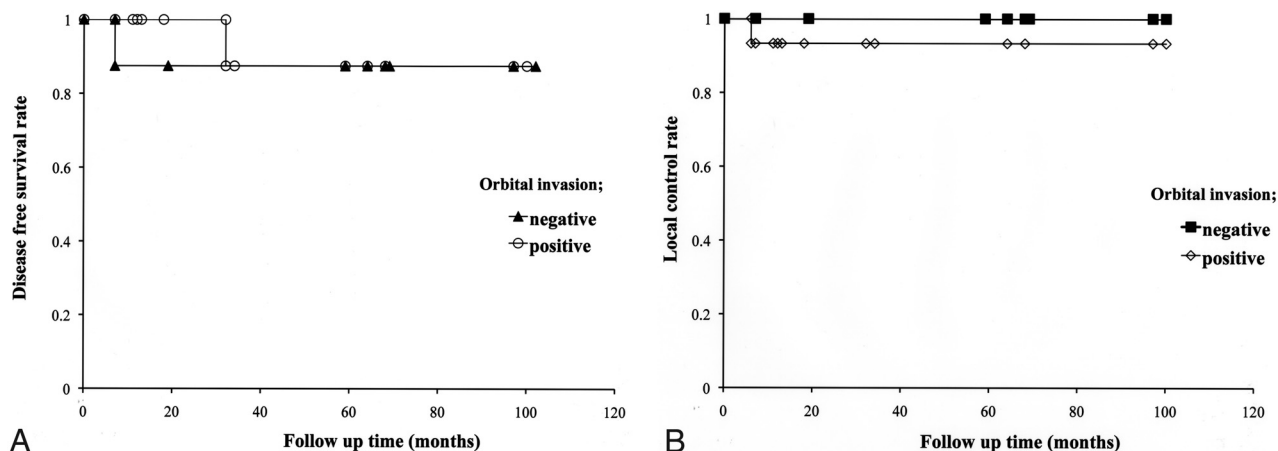 Disease free survival rate
1
0.8
0.6
0.4
0.2
0
0 20 40 60 80 100 120
Follow up time (months)
Orbital invasion;
negative
positive
A
Local control rate
1
0.8
0.6
0.4
0.2
0
0 20 40 60 80 100 120
Follow up time (months)
Orbital invasion;
negative
positive
B